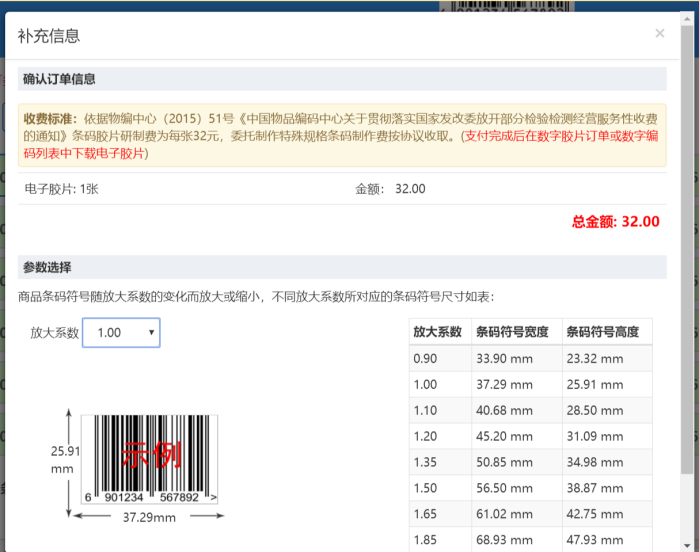 补充信息
×
确认订单信息
收费标准：依据物编中心（2015）51号《中国物品编码中心关于贯彻落实国家发改委放开部分检验检测经营服务性收费
的通知》条码胶片研制费为每张32元，委托制作特殊规格条码制作费按协议收取。(支付完成后在数字胶片订单或数字编
码列表中下载电子胶片)
电子胶片: 1张 金额： 32.00
总金额: 32.00
参数选择
商品条码符号随放大系数的变化而放大或缩小，不同放大系数所对应的条码符号尺寸如表：
放大系数 1.00
25.91
mm
示例
6 901234 567892 >
37.29mm
放大系数 条码符号宽度 条码符号高度
0.90 33.90 mm 23.32 mm
1.00 37.29 mm 25.91 mm
1.10 40.68 mm 28.50 mm
1.20 45.20 mm 31.09 mm
1.35 50.85 mm 34.98 mm
1.50 56.50 mm 38.87 mm
1.65 61.02 mm 42.75 mm
1.85 68.93 mm 47.93 mm